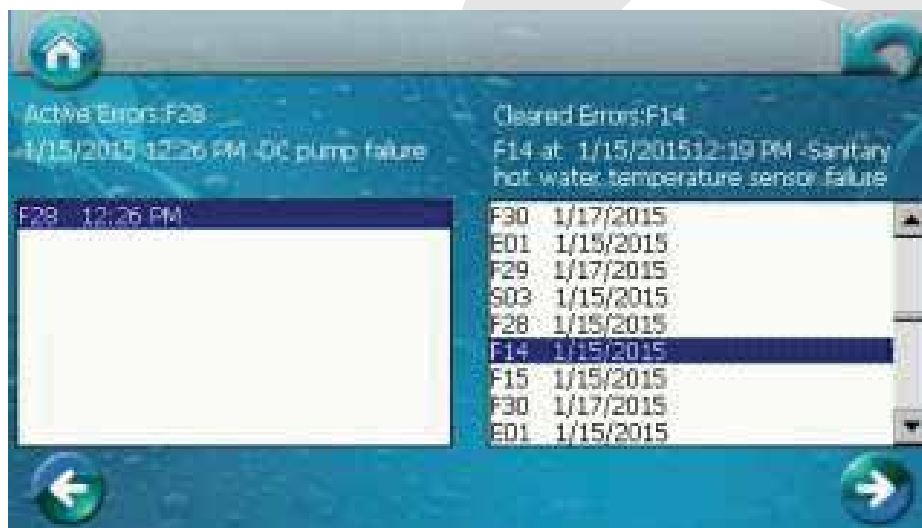 Active Errors:F28
1/15/2015 12:26 PM -DC pump failure
F28 12:26 PM
Cleared Errors:F14
F14 at 1/15/201512:19 PM -Sanitary
hot water temperature sensor failure
F30 1/17/2015
E01 1/15/2015
F29 1/17/2015
S03 1/15/2015
F28 1/15/2015
F14 1/15/2015
F15 1/15/2015
F30 1/17/2015
E01 1/15/2015